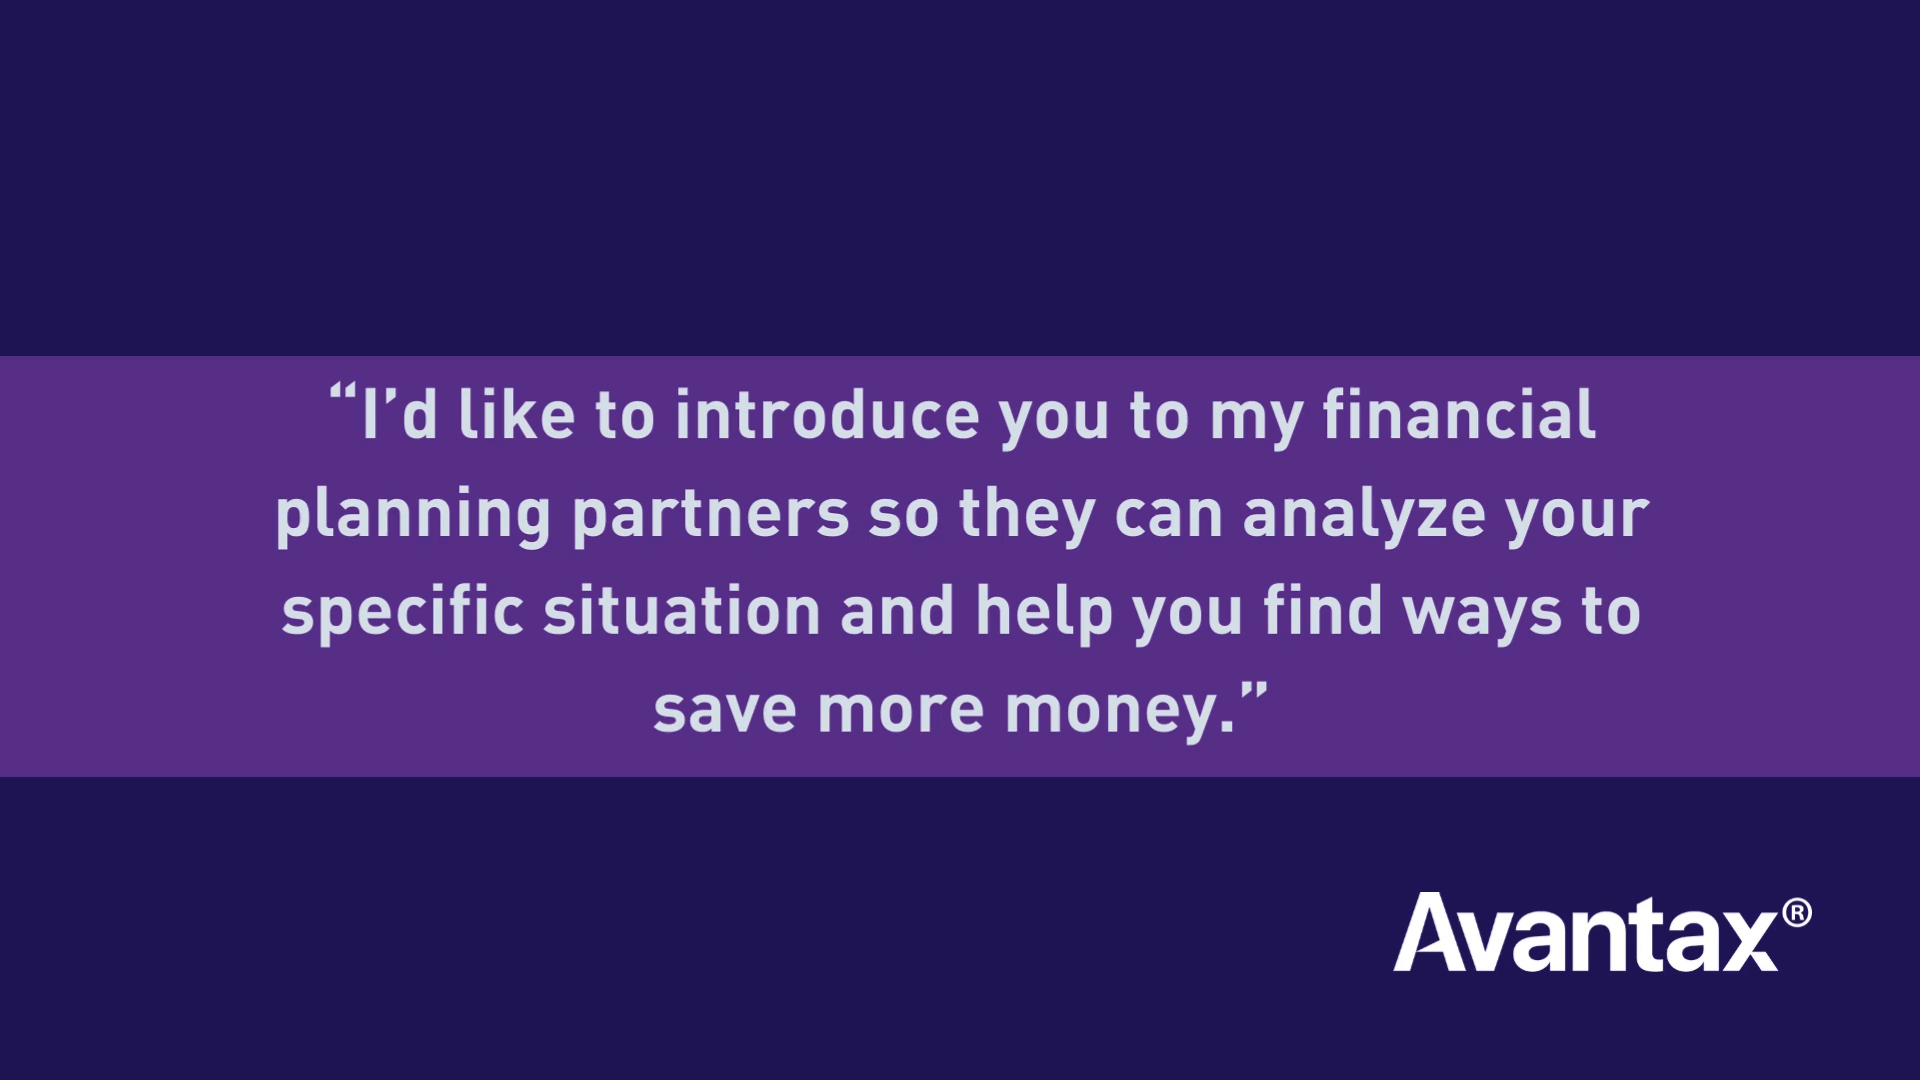 “I’d like to introduce you to my financial
planning partners so they can analyze your
specific situation and help you find ways to
save more money.”
Avantax®